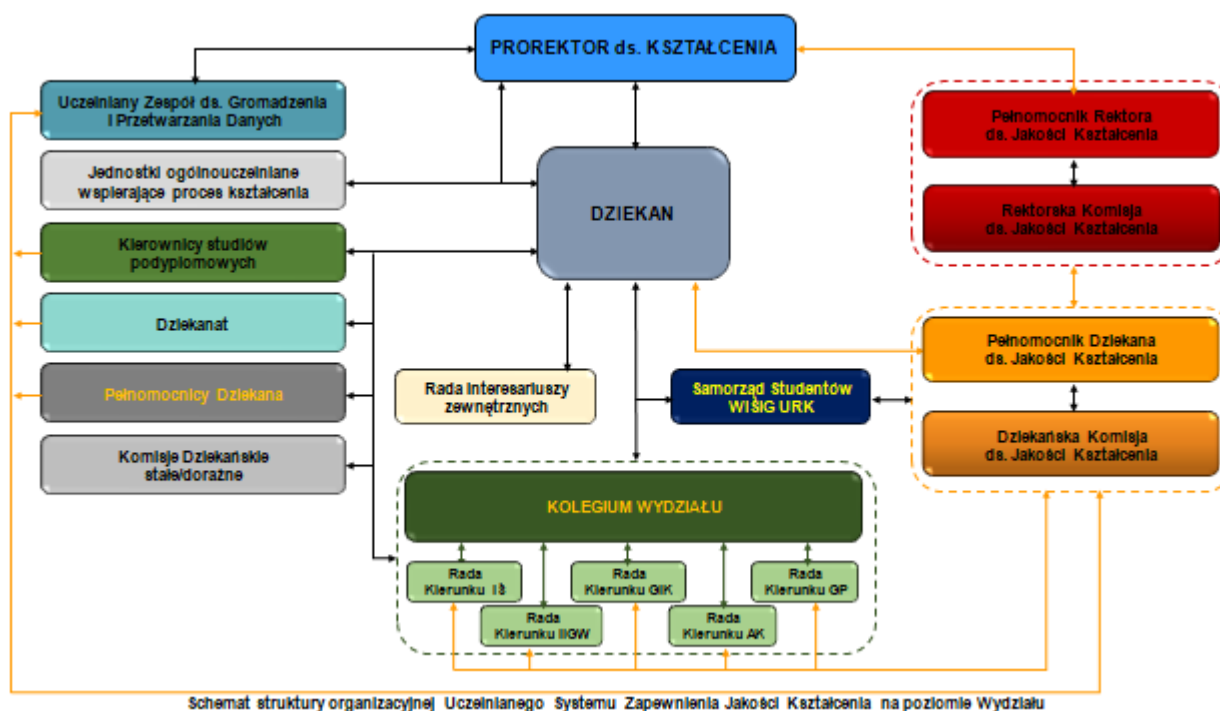 PROREKTOR ds. KSZTAŁCENIA
Uczelniany Zespół ds. Gromadzenia
i Przetwarzania Danych
Pełnomocnik Rektora
ds. Jakości Kształcenia
Jednostki ogólnouczelniane
wspierające proces kształcenia
DZIEKAN
Rektorska Komisja
ds. Jakości Kształcenia
Kierownicy studiów
podyplomowych
Dziekanat
Pełnomocnik Dziekana
ds. Jakości Kształcenia
Pełnomocnicy Dziekana
Rada Interesariuszy
zewnętrznych
Samorząd Studentów
WIŚIG URK
Komisje Dziekańskie
stałe/doraźne
Dziekańska Komisja
ds. Jakości Kształcenia
KOLEGIUM WYDZIAŁU
Rada
Kierunku IŚ
Rada
Kierunku GIK
Rada
Kierunku GP
Rada
Kierunku IIGW
Rada
Kierunku AK
Schemat struktury organizacyjnej Uczelnianego Systemu Zapewnienia Jakości Kształcenia na poziomie Wydziału